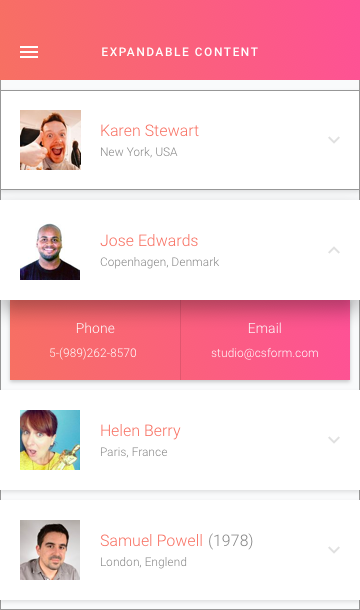 EXPANDABLE CONTENT
Karen Stewart
New York, USA
Jose Edwards
Copenhagen, Denmark
Phone
Email
5-(989)262-8570
studio@csform.com
Helen Berry
Paris, France
Samuel Powell (1978)
London, Englend